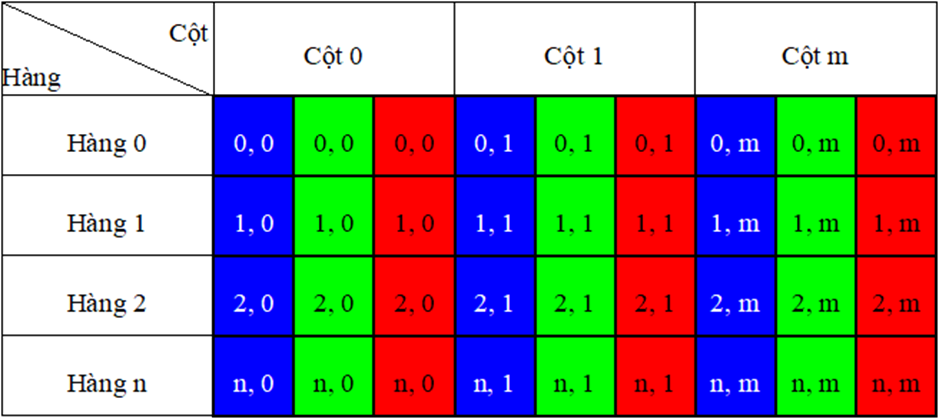 Cột
Hàng
Cột 0 Cột 1 Cột m
Hàng 0 0, 0 0, 0 0, 0 0, 1 0, 1 0, 1 0, m 0, m 0, m
Hàng 1 1, 0 1, 0 1, 0 1, 1 1, 1 1, 1 1, m 1, m 1, m
Hàng 2 2, 0 2, 0 2, 0 2, 1 2, 1 2, 1 2, m 2, m 2, m
Hàng n n, 0 n, 0 n, 0 n, 1 n, 1 n, 1 n, m n, m n, m